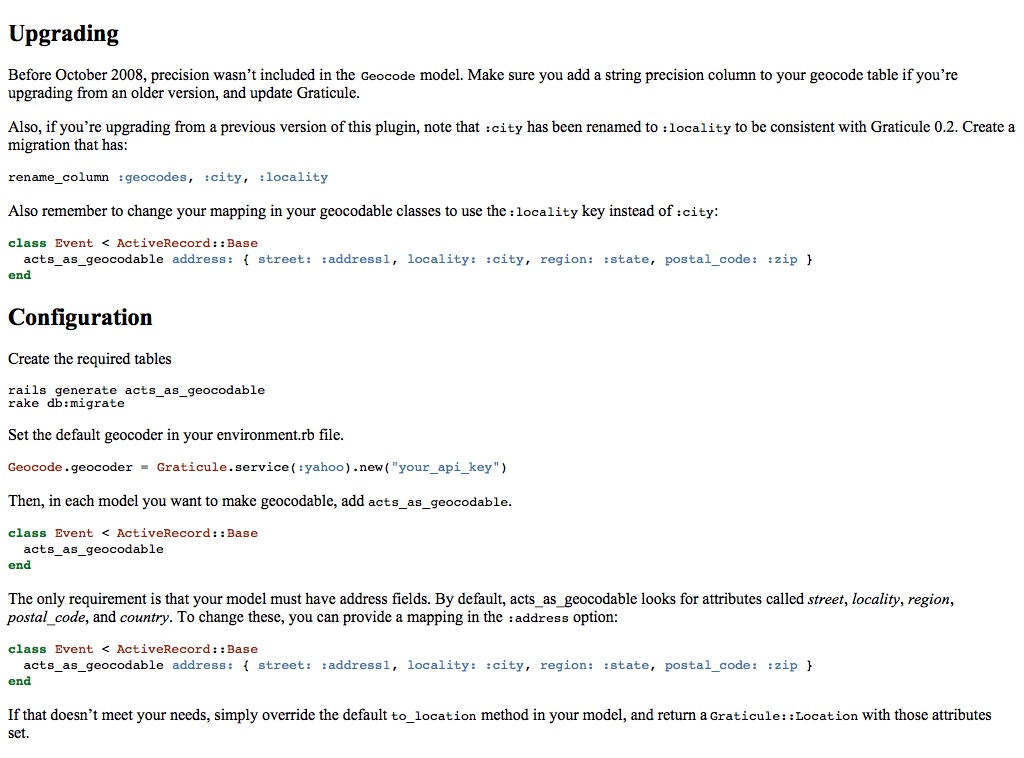 Upgrading
Before October 2008, precision wasn’t included in the Geocode model. Make sure you add a string precision column to your geocode table if you’re
upgrading from an older version, and update Graticule.
Also, if you’re upgrading from a previous version of this plugin, note that :city has been renamed to :locality to be consistent with Graticule 0.2. Create a
migration that has:
rename_column :geocodes, :city, :locality
Also remember to change your mapping in your geocodable classes to use the :locality key instead of :city:
class Event < ActiveRecord::Base
  acts_as_geocodable address: { street: :address1, locality: :city, region: :state, postal_code: :zip }
end
Configuration
Create the required tables
rails generate acts_as_geocodable
rake db:migrate
Set the default geocoder in your environment.rb file.
Geocode.geocoder = Graticule.service(:yahoo).new("your_api_key")
Then, in each model you want to make geocodable, add acts_as_geocodable.
class Event < ActiveRecord::Base
  acts_as_geocodable
end
The only requirement is that your model must have address fields. By default, acts_as_geocodable looks for attributes called street, locality, region,
postal_code, and country. To change these, you can provide a mapping in the :address option:
class Event < ActiveRecord::Base
  acts_as_geocodable address: { street: :address1, locality: :city, region: :state, postal_code: :zip }
end
If that doesn’t meet your needs, simply override the default to_location method in your model, and return a Graticule::Location with those attributes
set.